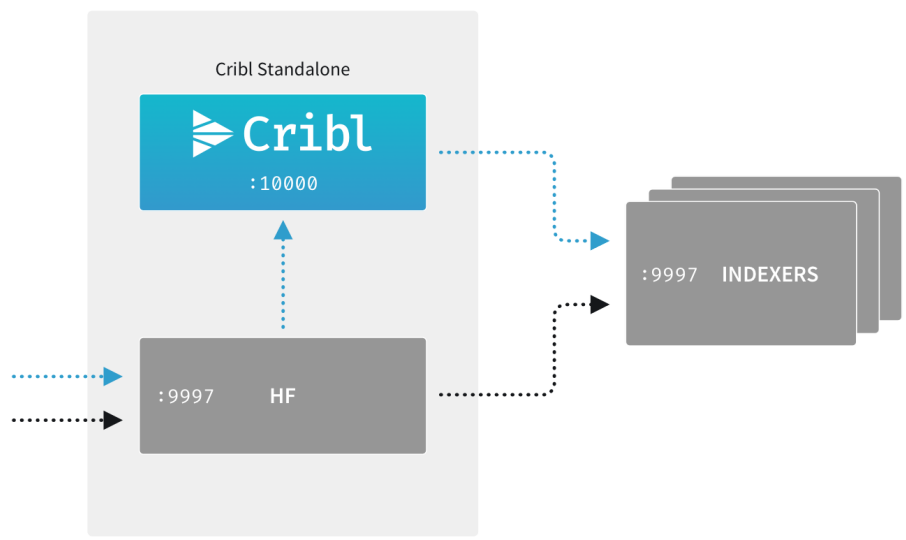 Cribl Standalone
Cribl
:10000
:9997 INDEXERS
:9997 HF